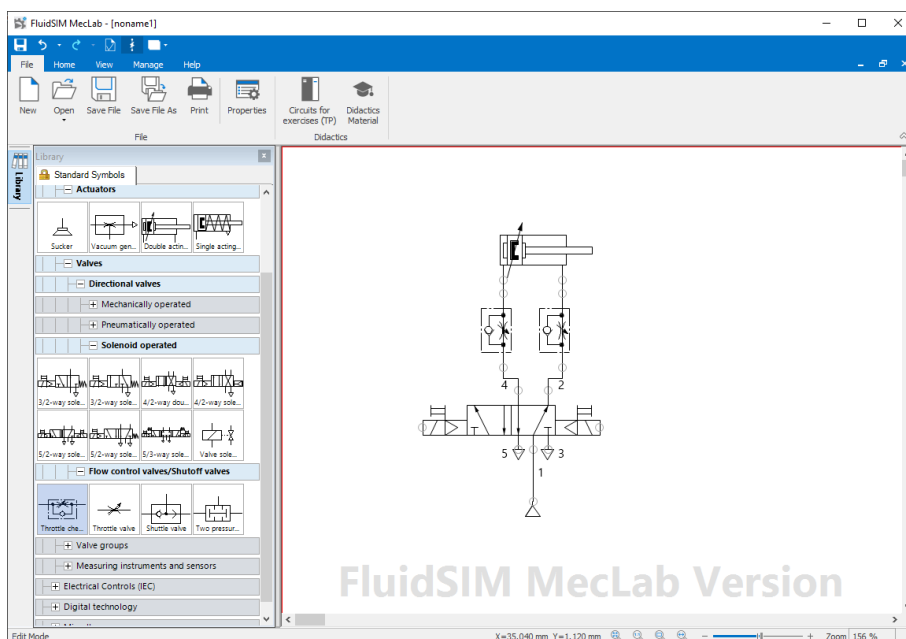 FluidSIM MecLab - [noname1]
File Home View Manage Help
New Open Save File Save File As Print Properties Circuits for exercises (TP) Didactics Material
File Didactics
Library
Library
Standard Symbols
Actuators
Sucker Vacuum gen... Double actin... Single acting...
Valves
Directional valves
Mechanically operated
Pneumatically operated
Solenoid operated
3/2-way sole... 3/2-way sole... 4/2-way dou... 4/2-way sole...
5/2-way sole... 5/2-way sole... 5/3-way sole... Valve sole...
Flow control valves/Shutoff valves
Throttle che... Throttle valve Shuttle valve Two pressur...
Valve groups
Measuring instruments and sensors
Electrical Controls (IEC)
Digital technology
4 2
5 3
1
FluidSIM MecLab Version
Edit Mode X=35.040 mm Y=1.120 mm Zoom 156 %